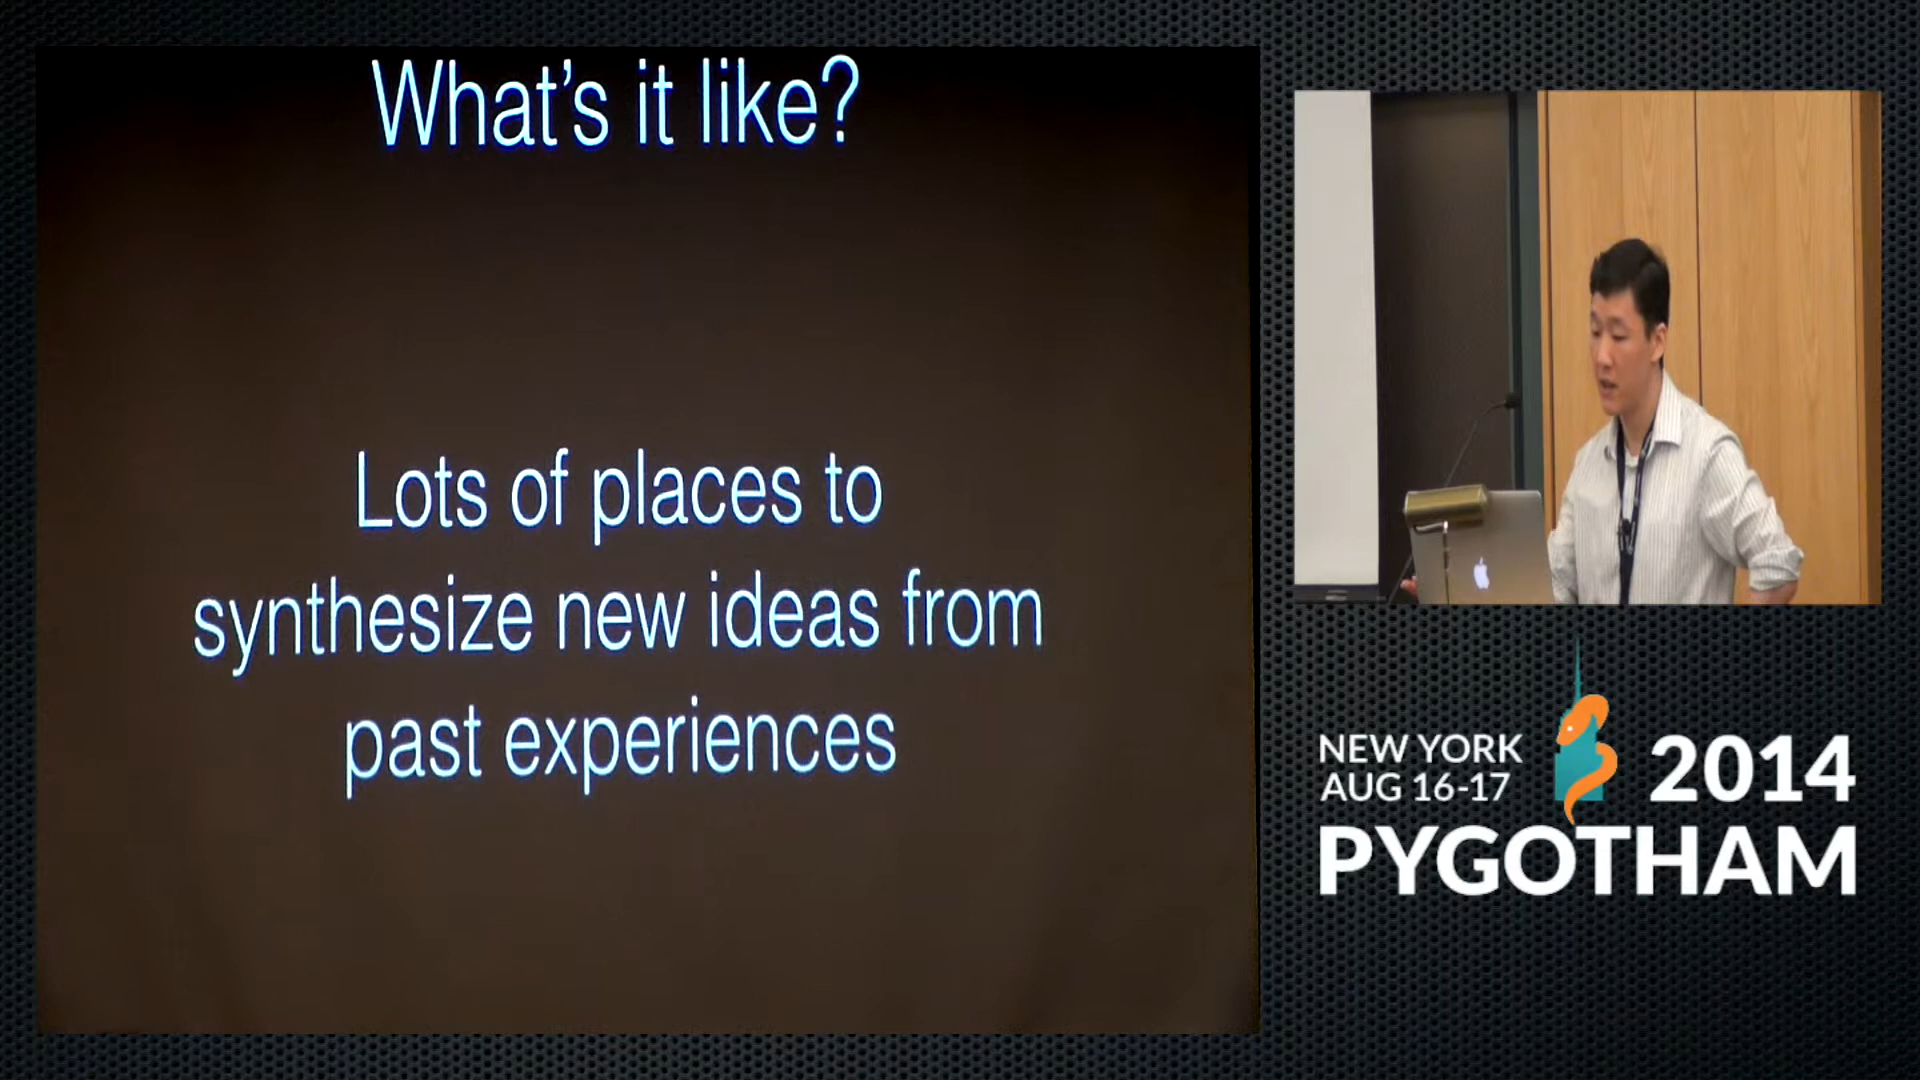 What's it like?
Lots of places to
synthesize new ideas from
past experiences
NEW YORK
AUG 16-17
2014
PYGOTHAM